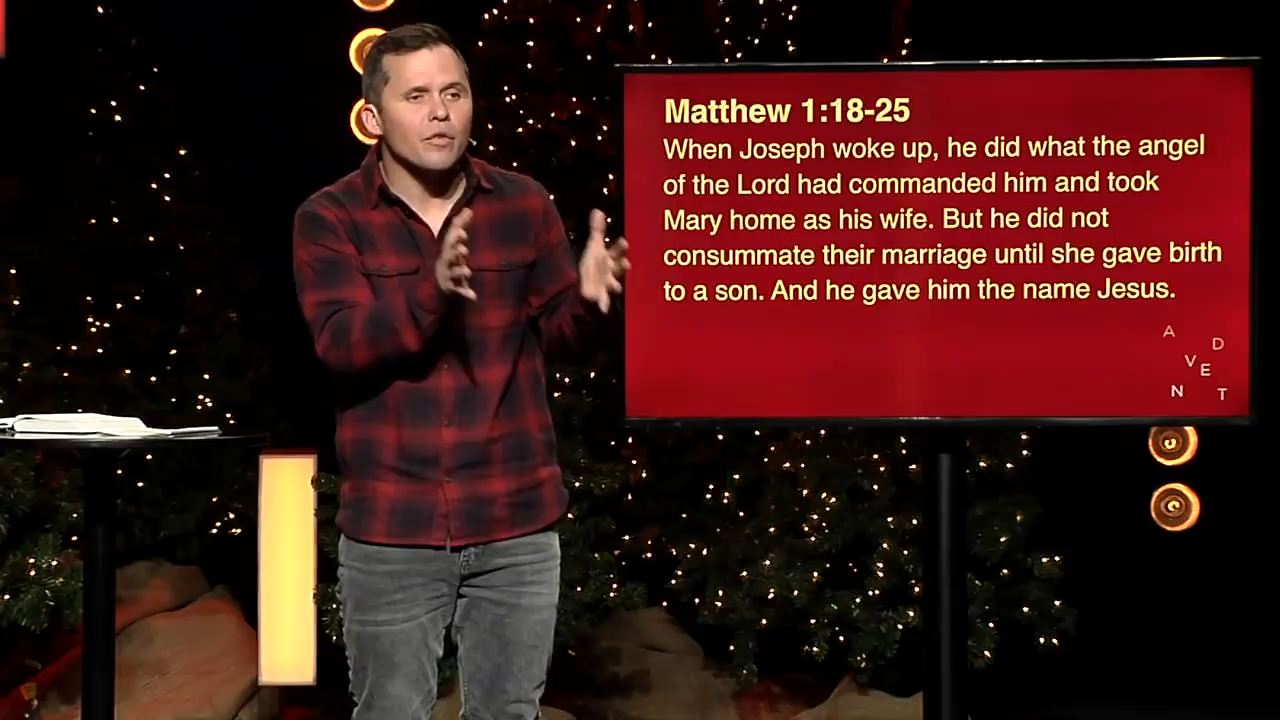 Matthew 1:18-25
When Joseph woke up, he did what the angel
of the Lord had commanded him and took
Mary home as his wife. But he did not
consummate their marriage until she gave birth
to a son. And he gave him the name Jesus.
A D
V E
N T